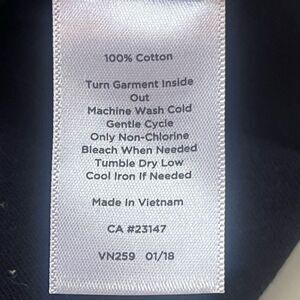 100% Cotton
Turn Garment Inside
Out
Machine Wash Cold
Gentle Cycle
Only Non-Chlorine
Bleach When Needed
Tumble Dry Low
Cool Iron If Needed
Made in Vietnam
CA #23147
VN259 01/18